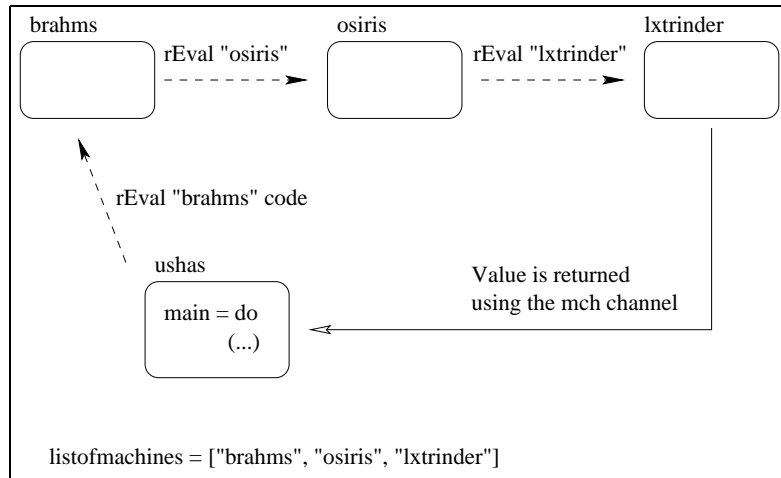 brahms
osiris
lxtrinder
rEval "osiris"
rEval "lxtrinder"
rEval "brahms" code
ushas
main = do
(...)
Value is returned
using the mch channel
listofmachines = ["brahms", "osiris", "lxtrinder"]